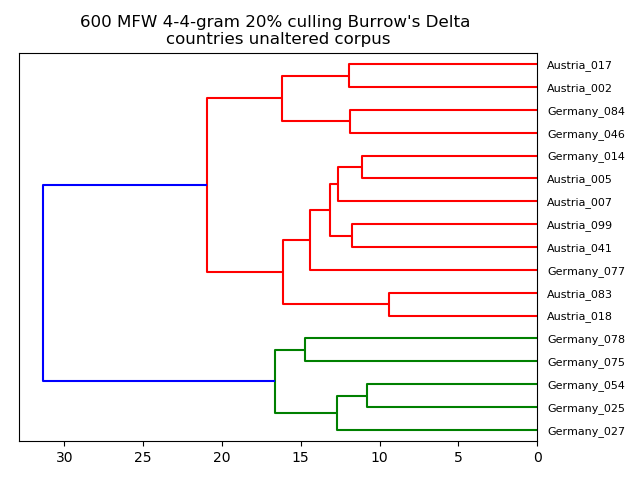 600 MFW 4-4-gram 20% culling Burrow's Delta
countries unaltered corpus
Austria_017
Austria_002
Germany_084
Germany_046
Germany_014
Austria_005
Austria_007
Austria_099
Austria_041
Germany_077
Austria_083
Austria_018
Germany_078
Germany_075
Germany_054
Germany_025
Germany_027
30 25 20 15 10 5 0